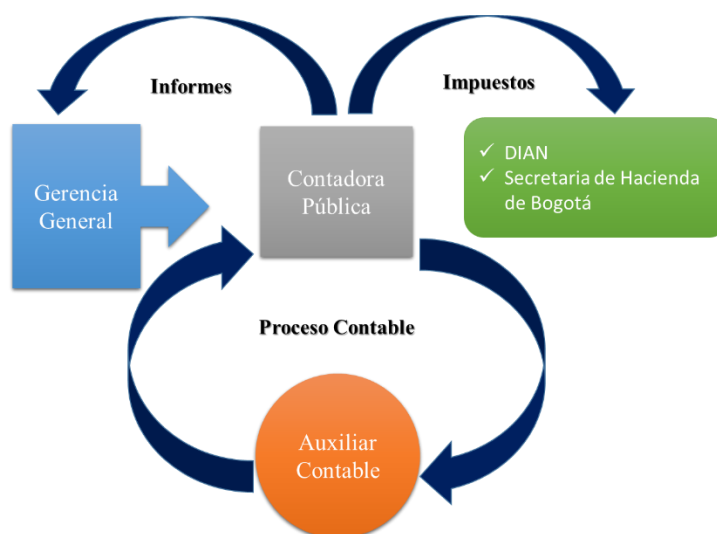 Informes
Impuestos
Gerencia
General
Contadora
Pública
✓ DIAN
✓ Secretaria de Hacienda
de Bogotá
Proceso Contable
Auxiliar
Contable